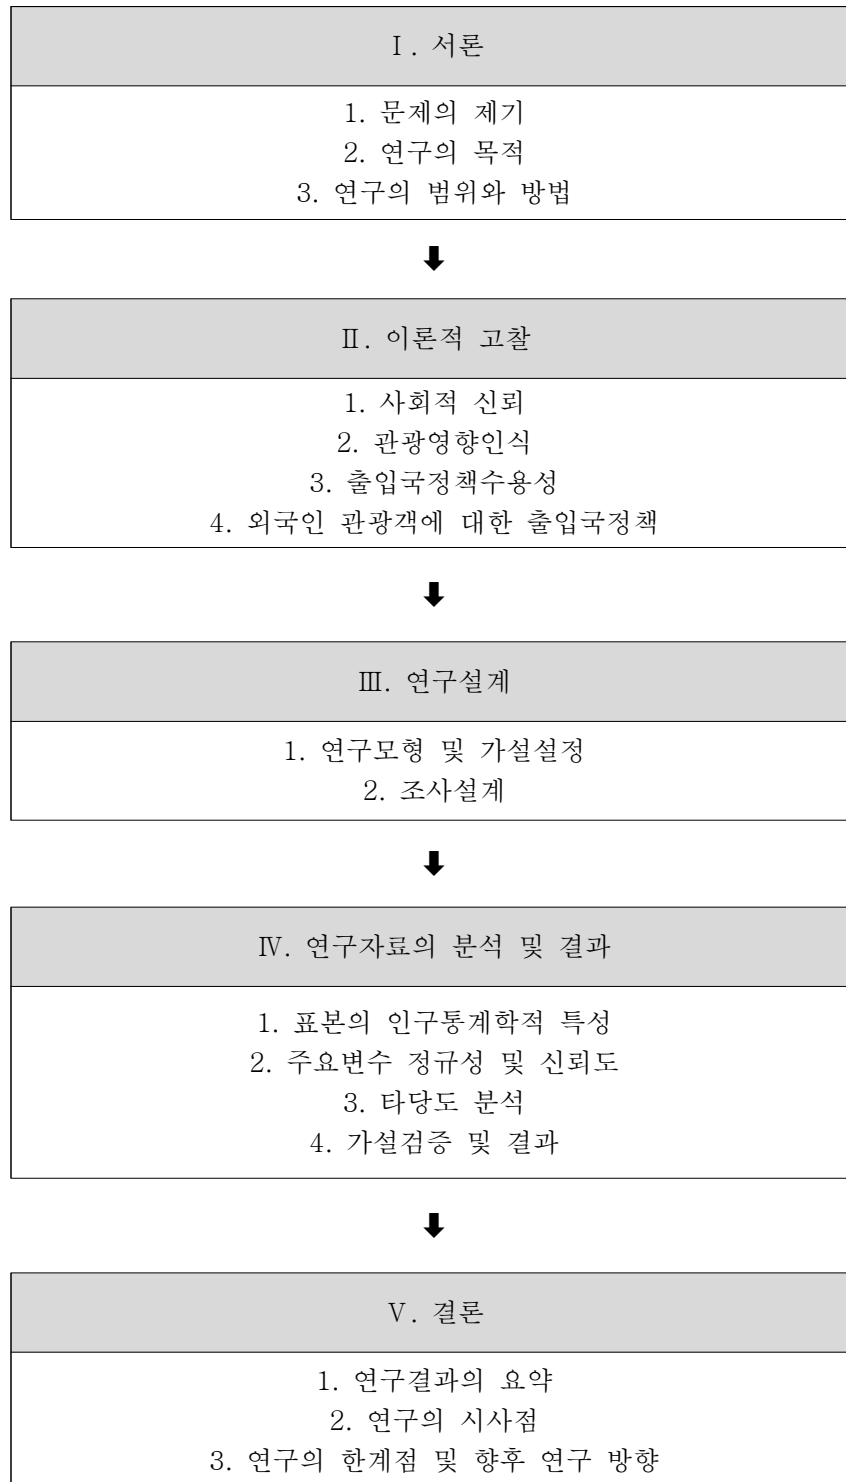 Ⅰ. 서론
1. 문제의 제기
2. 연구의 목적
3. 연구의 범위와 방법
Ⅱ. 이론적 고찰
1. 사회적 신뢰
2. 관광영향인식
3. 출입국정책수용성
4. 외국인 관광객에 대한 출입국정책
Ⅲ. 연구설계
1. 연구모형 및 가설설정
2. 조사설계
Ⅳ. 연구자료의 분석 및 결과
1. 표본의 인구통계학적 특성
2. 주요변수 정규성 및 신뢰도
3. 타당도 분석
4. 가설검증 및 결과
Ⅴ. 결론
1. 연구결과의 요약
2. 연구의 시사점
3. 연구의 한계점 및 향후 연구 방향